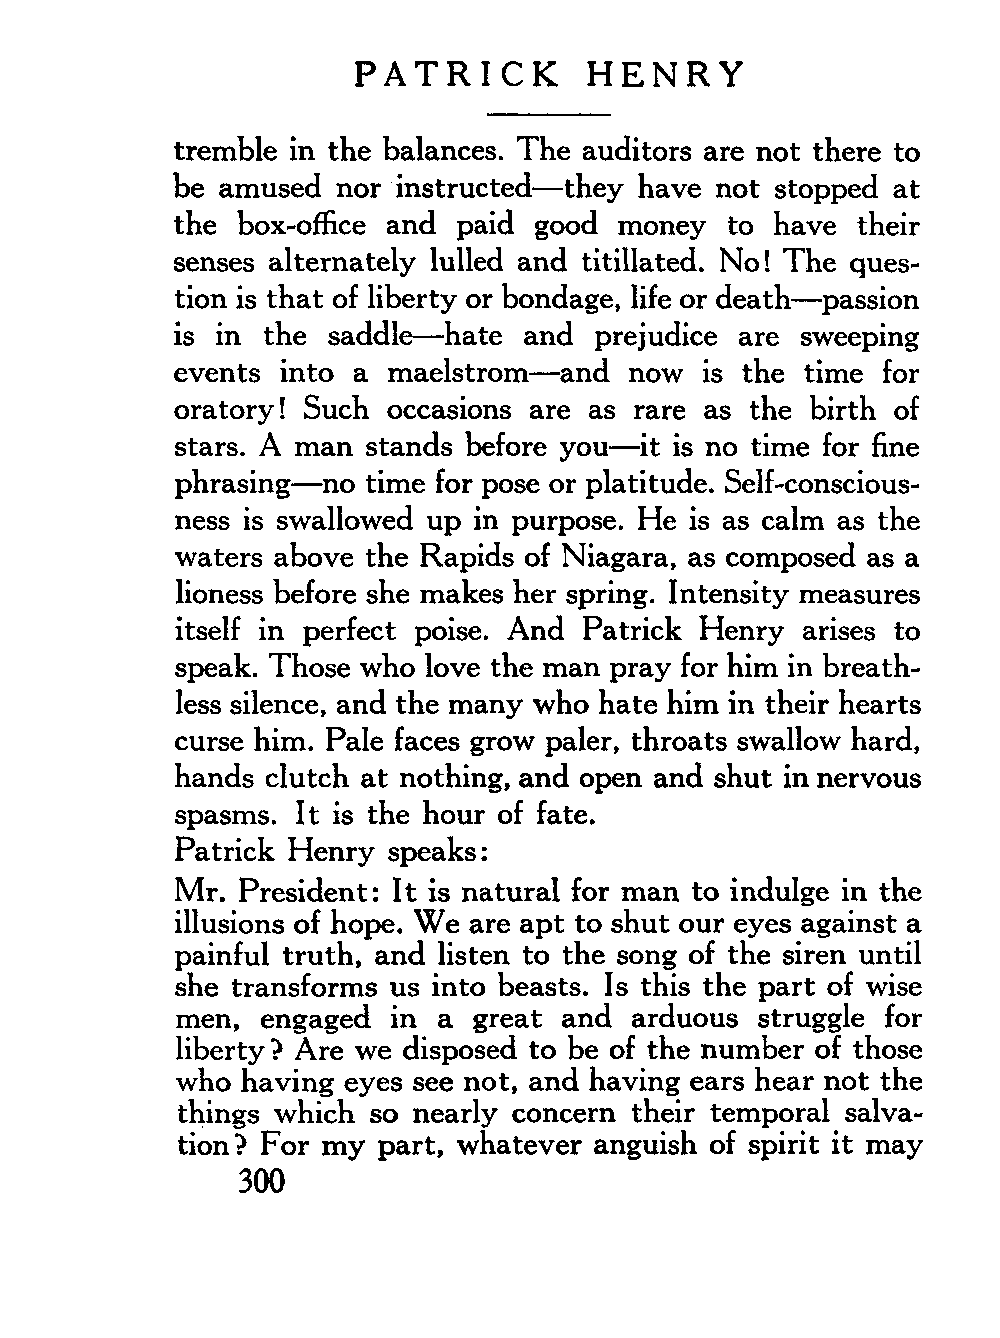 PATRICK HENRY
tremble in the balances. The auditors are not there to
be amused nor instructed—they have not stopped at
the box-office and paid good money to have their
senses alternately lulled and titillated. No! The ques-
tion is that of liberty or bondage, life or death—passion
is in the saddle—hate and prejudice are sweeping
events into a maelstrom—and now is the time for
oratory! Such occasions are as rare as the birth of
stars. A man stands before you—it is no time for fine
phrasing—no time for pose or platitude. Self-conscious-
ness is swallowed up in purpose. He is as calm as the
waters above the Rapids of Niagara, as composed as a
lioness before she makes her spring. Intensity measures
itself in perfect poise. And Patrick Henry arises to
speak. Those who love the man pray for him in breath-
less silence, and the many who hate him in their hearts
curse him. Pale faces grow paler, throats swallow hard,
hands clutch at nothing, and open and shut in nervous
spasms. It is the hour of fate.
Patrick Henry speaks:
Mr. President: It is natural for man to indulge in the
illusions of hope. We are apt to shut our eyes against a
painful truth, and listen to the song of the siren until
she transforms us into beasts. Is this the part of wise
men, engaged in a great and arduous struggle for
liberty? Are we disposed to be of the number of those
who having eyes see not, and having ears hear not the
things which so nearly concern their temporal salva-
tion? For my part, whatever anguish of spirit it may
300